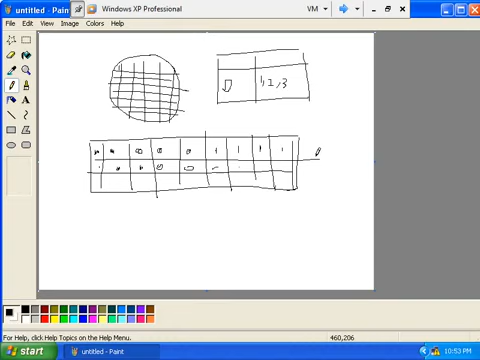 untitled - Paint
Windows XP Professional
VM
File Edit View Image Colors Help
1, 2, 3
For Help, click Help Topics on the Help Menu.
460,206
start
untitled - Paint
10:53 PM